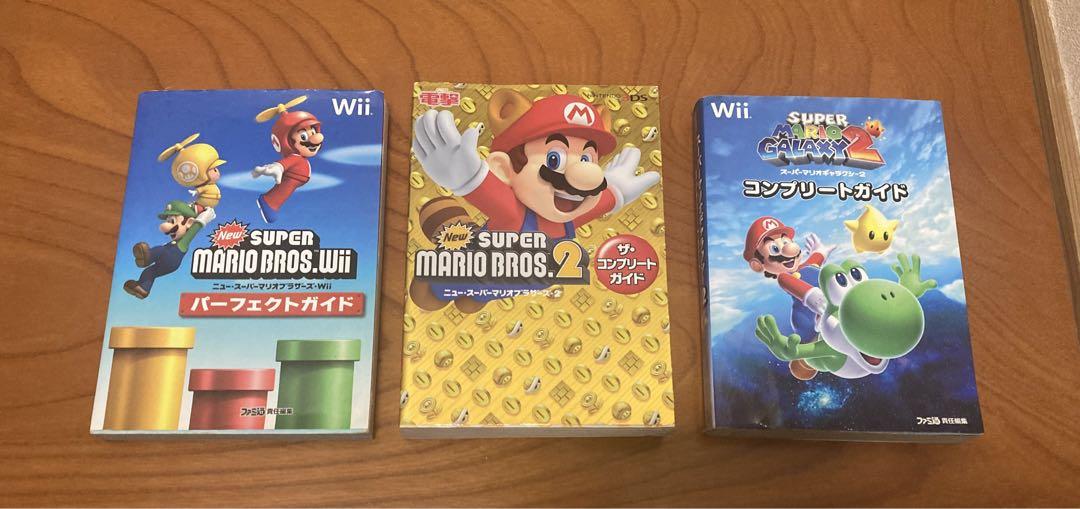 Wii
New
SUPER
MARIO BROS. Wii
ニュー・スーパーマリオブラザーズ・Wii
パーフェクトガイド
ファミ通 責任編集
電撃
NINTENDO 3DS
M
New
SUPER
MARIO BROS. 2
ニュー・スーパーマリオブラザーズ・2
ザ・
コンプリート
ガイド
Wii
SUPER
MARIO
GALAXY 2
スーパーマリオギャラクシー2
コンプリートガイド
ファミ通 責任編集